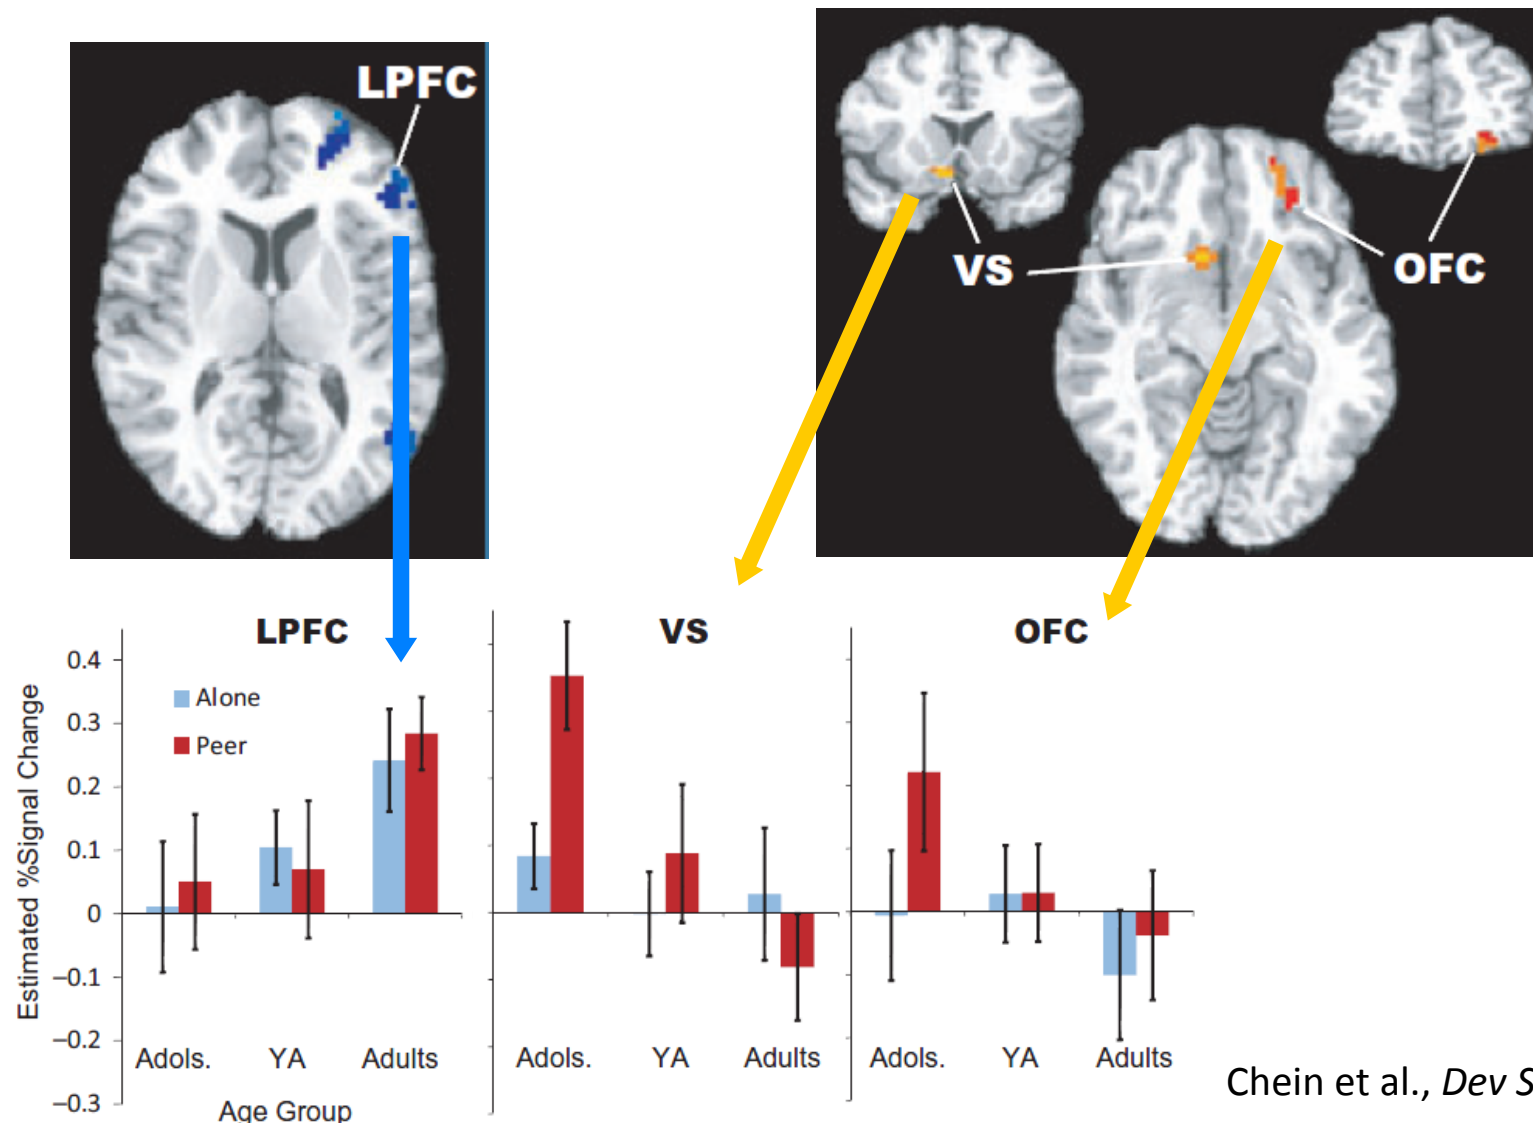 LPFC
VS
OFC
LPFC
VS
OFC
Estimated %Signal Change
0.4
0.3
0.2
0.1
0
–0.1
–0.2
–0.3
Alone
Peer
Adols. YA Adults
Adols. YA Adults
Adols. YA Adults
Age Group
Chein et al., Dev S